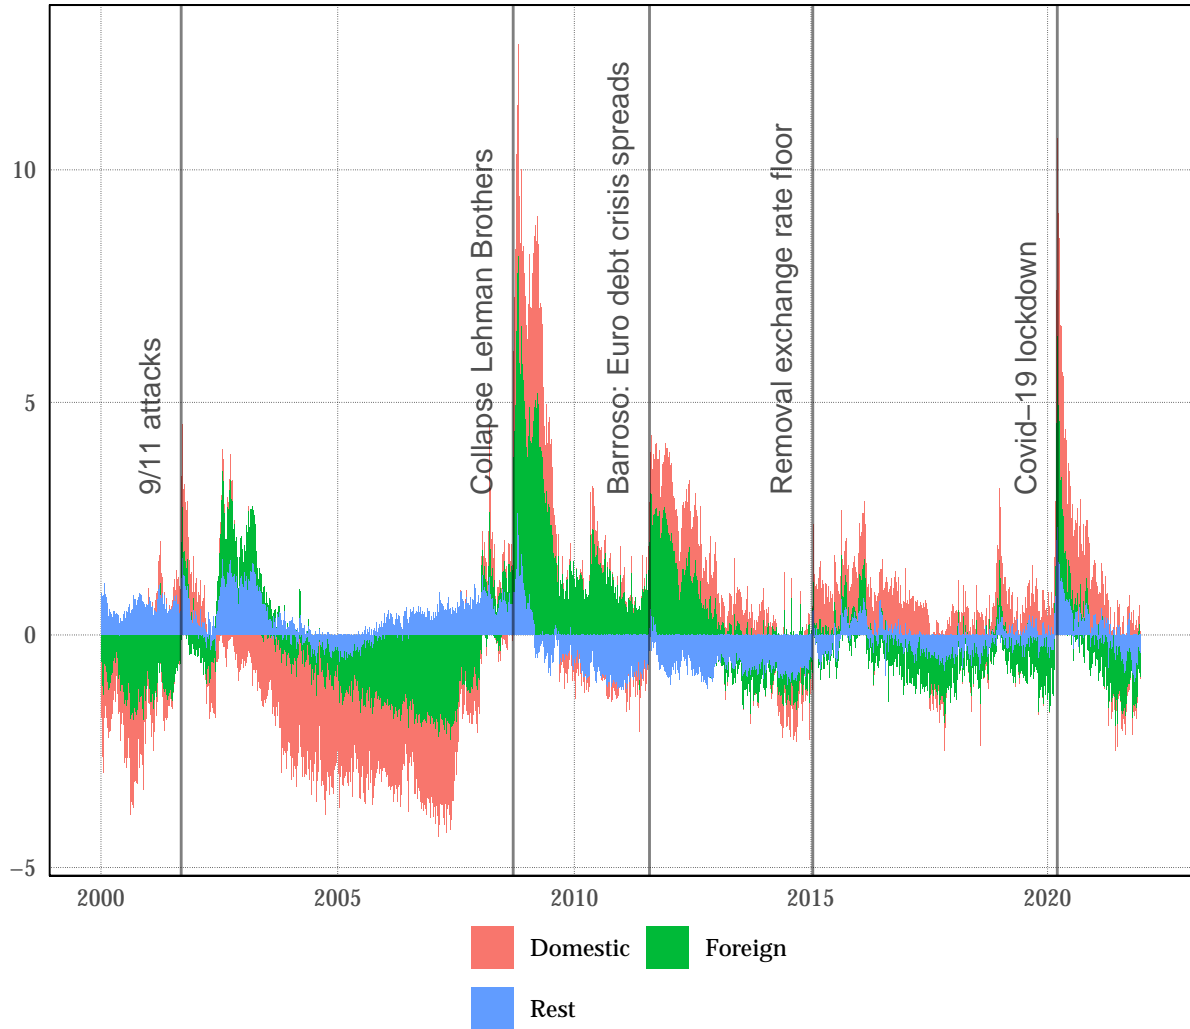 10
5
0
−5
9/11 attacks
Collapse Lehman Brothers
Barroso: Euro debt crisis spreads
Removal exchange rate floor
Covid−19 lockdown
2000
2005
2010
2015
2020
Domestic
Foreign
Rest